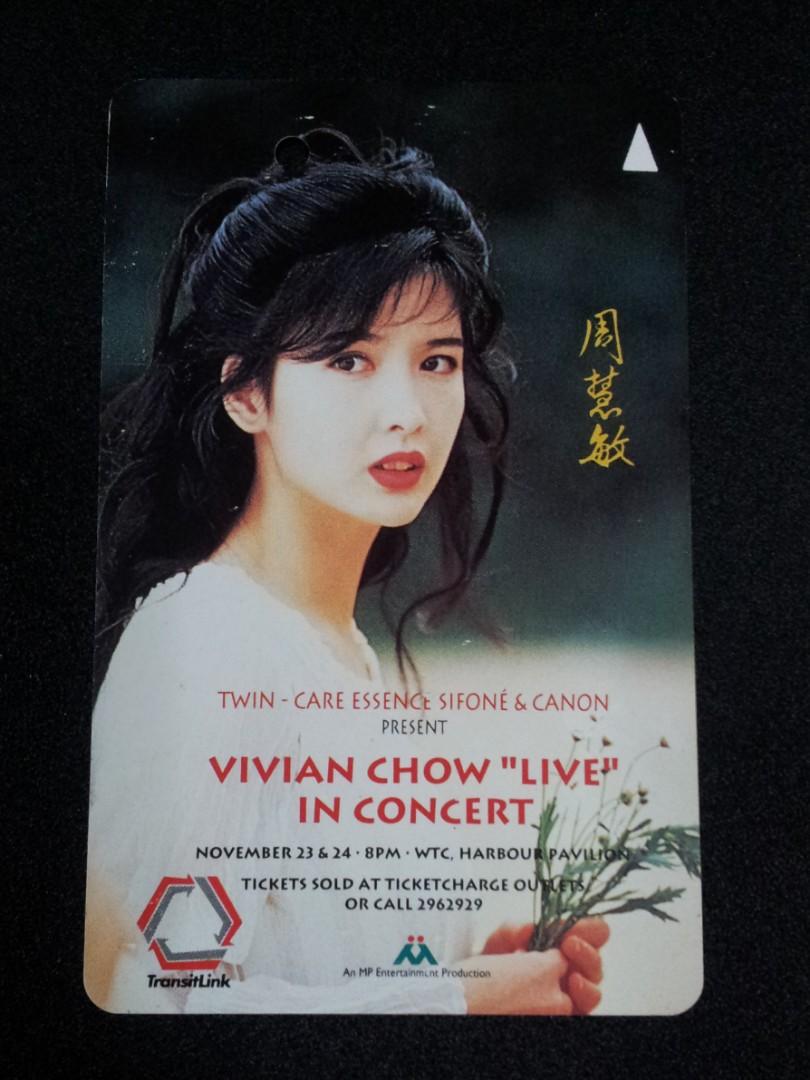 周慧敏
TWIN - CARE ESSENCE SIFONÉ & CANON
PRESENT
VIVIAN CHOW "LIVE"
IN CONCERT
NOVEMBER 23 & 24 · 8PM · WTC, HARBOUR PAVILION
TICKETS SOLD AT TICKETCHARGE OUTLETS
OR CALL 2962929
TransitLink
An MP Entertainment Production